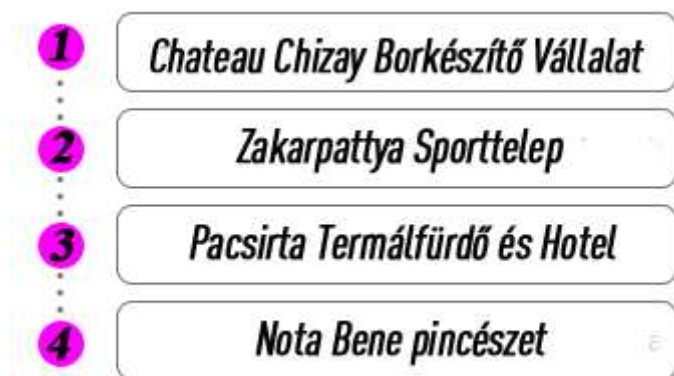 1 Chateau Chizay Borkészítő Vállalat
2 Zakarpattya Sporttelep
3 Pacsirta Termálfürdő és Hotel
4 Nota Bene pincészet